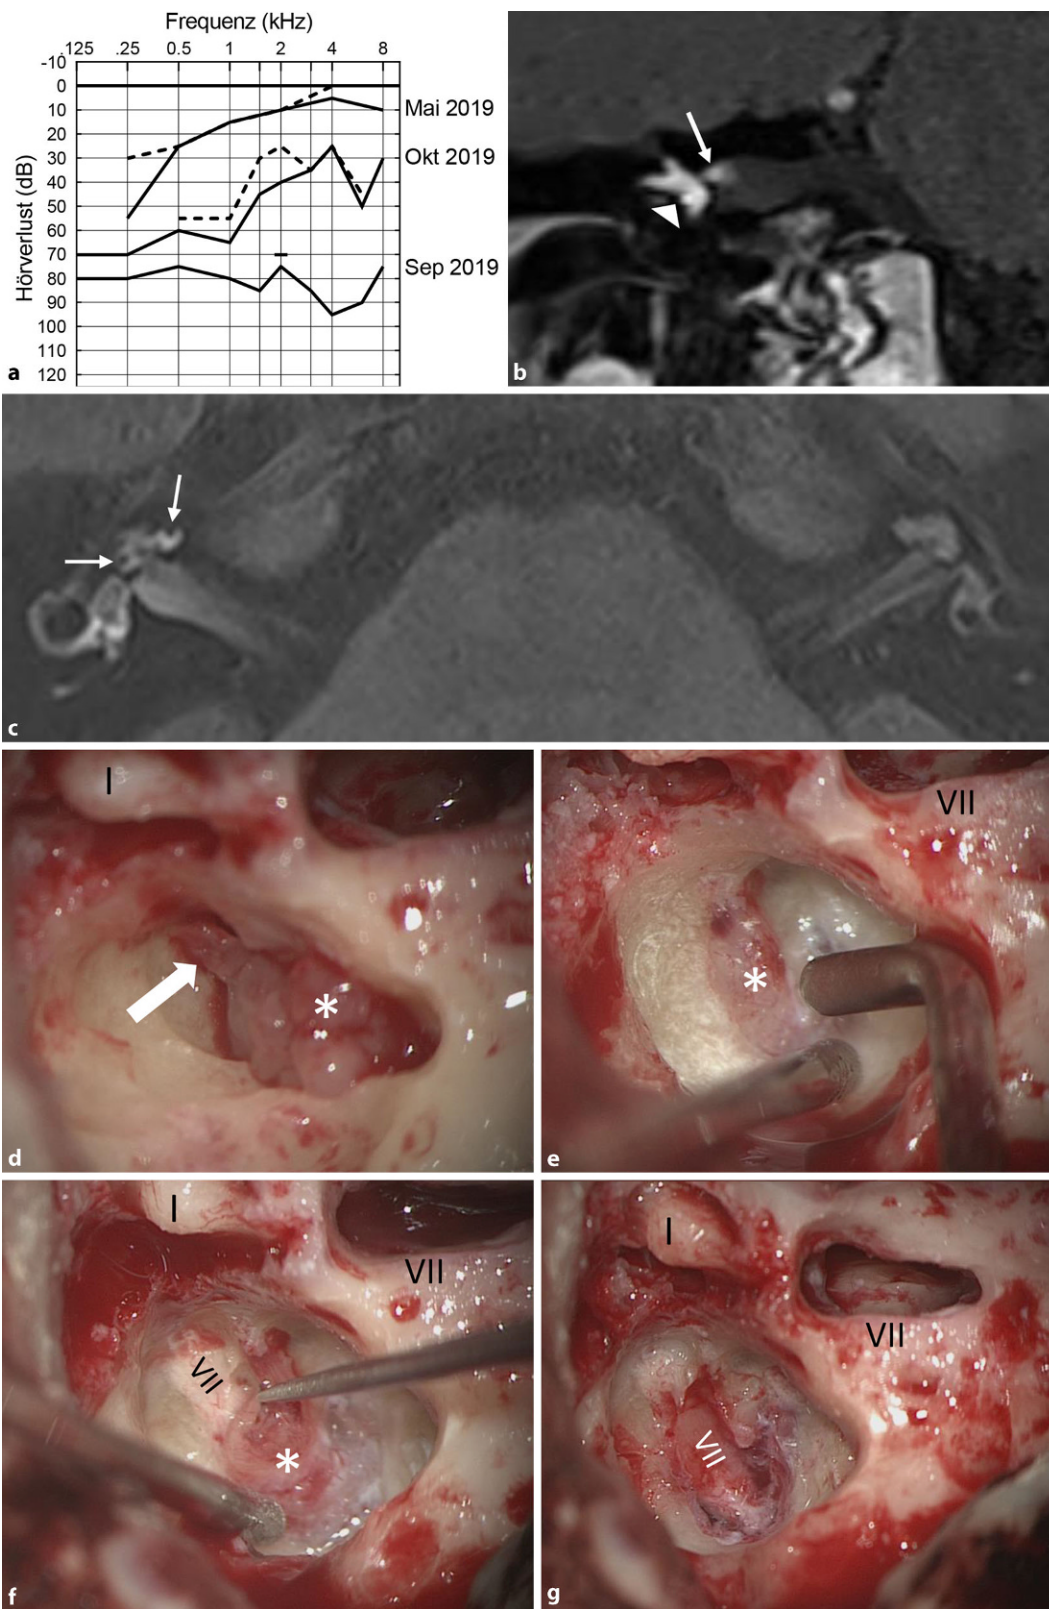 Frequenz (kHz)
.125 .25 0.5 1 2 4 8
Hörverlust (dB)
-10
0
10
20
30
40
50
60
70
80
90
100
110
120
Mai 2019
Okt 2019
Sep 2019
a
b
c
I
*
d
VII
*
e
I
VII
VII
*
f
I
VII
VII
g